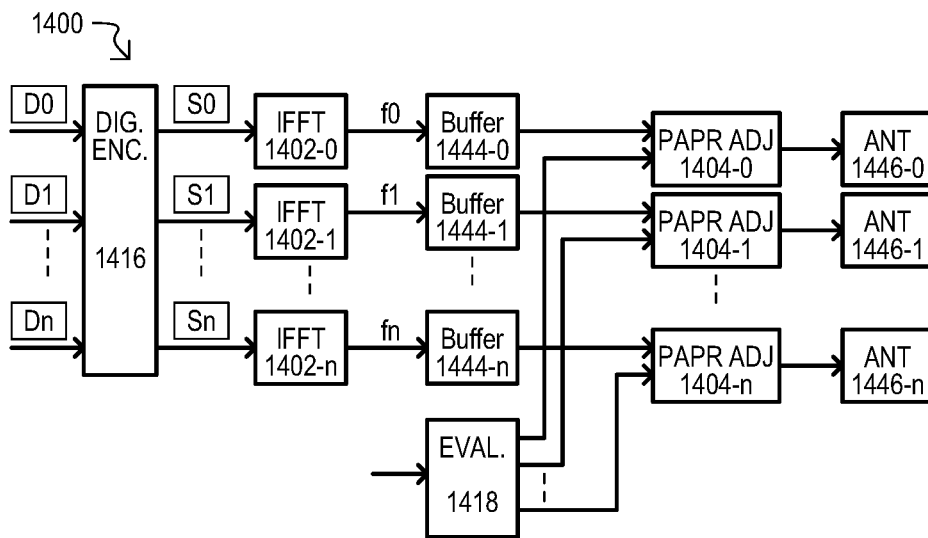 1400
D0
DIG.
ENC.
1416
S0
IFFT
1402-0
f0
Buffer
1444-0
PAPR ADJ
1404-0
ANT
1446-0
D1
S1
IFFT
1402-1
f1
Buffer
1444-1
PAPR ADJ
1404-1
ANT
1446-1
Dn
Sn
IFFT
1402-n
fn
Buffer
1444-n
PAPR ADJ
1404-n
ANT
1446-n
EVAL.
1418